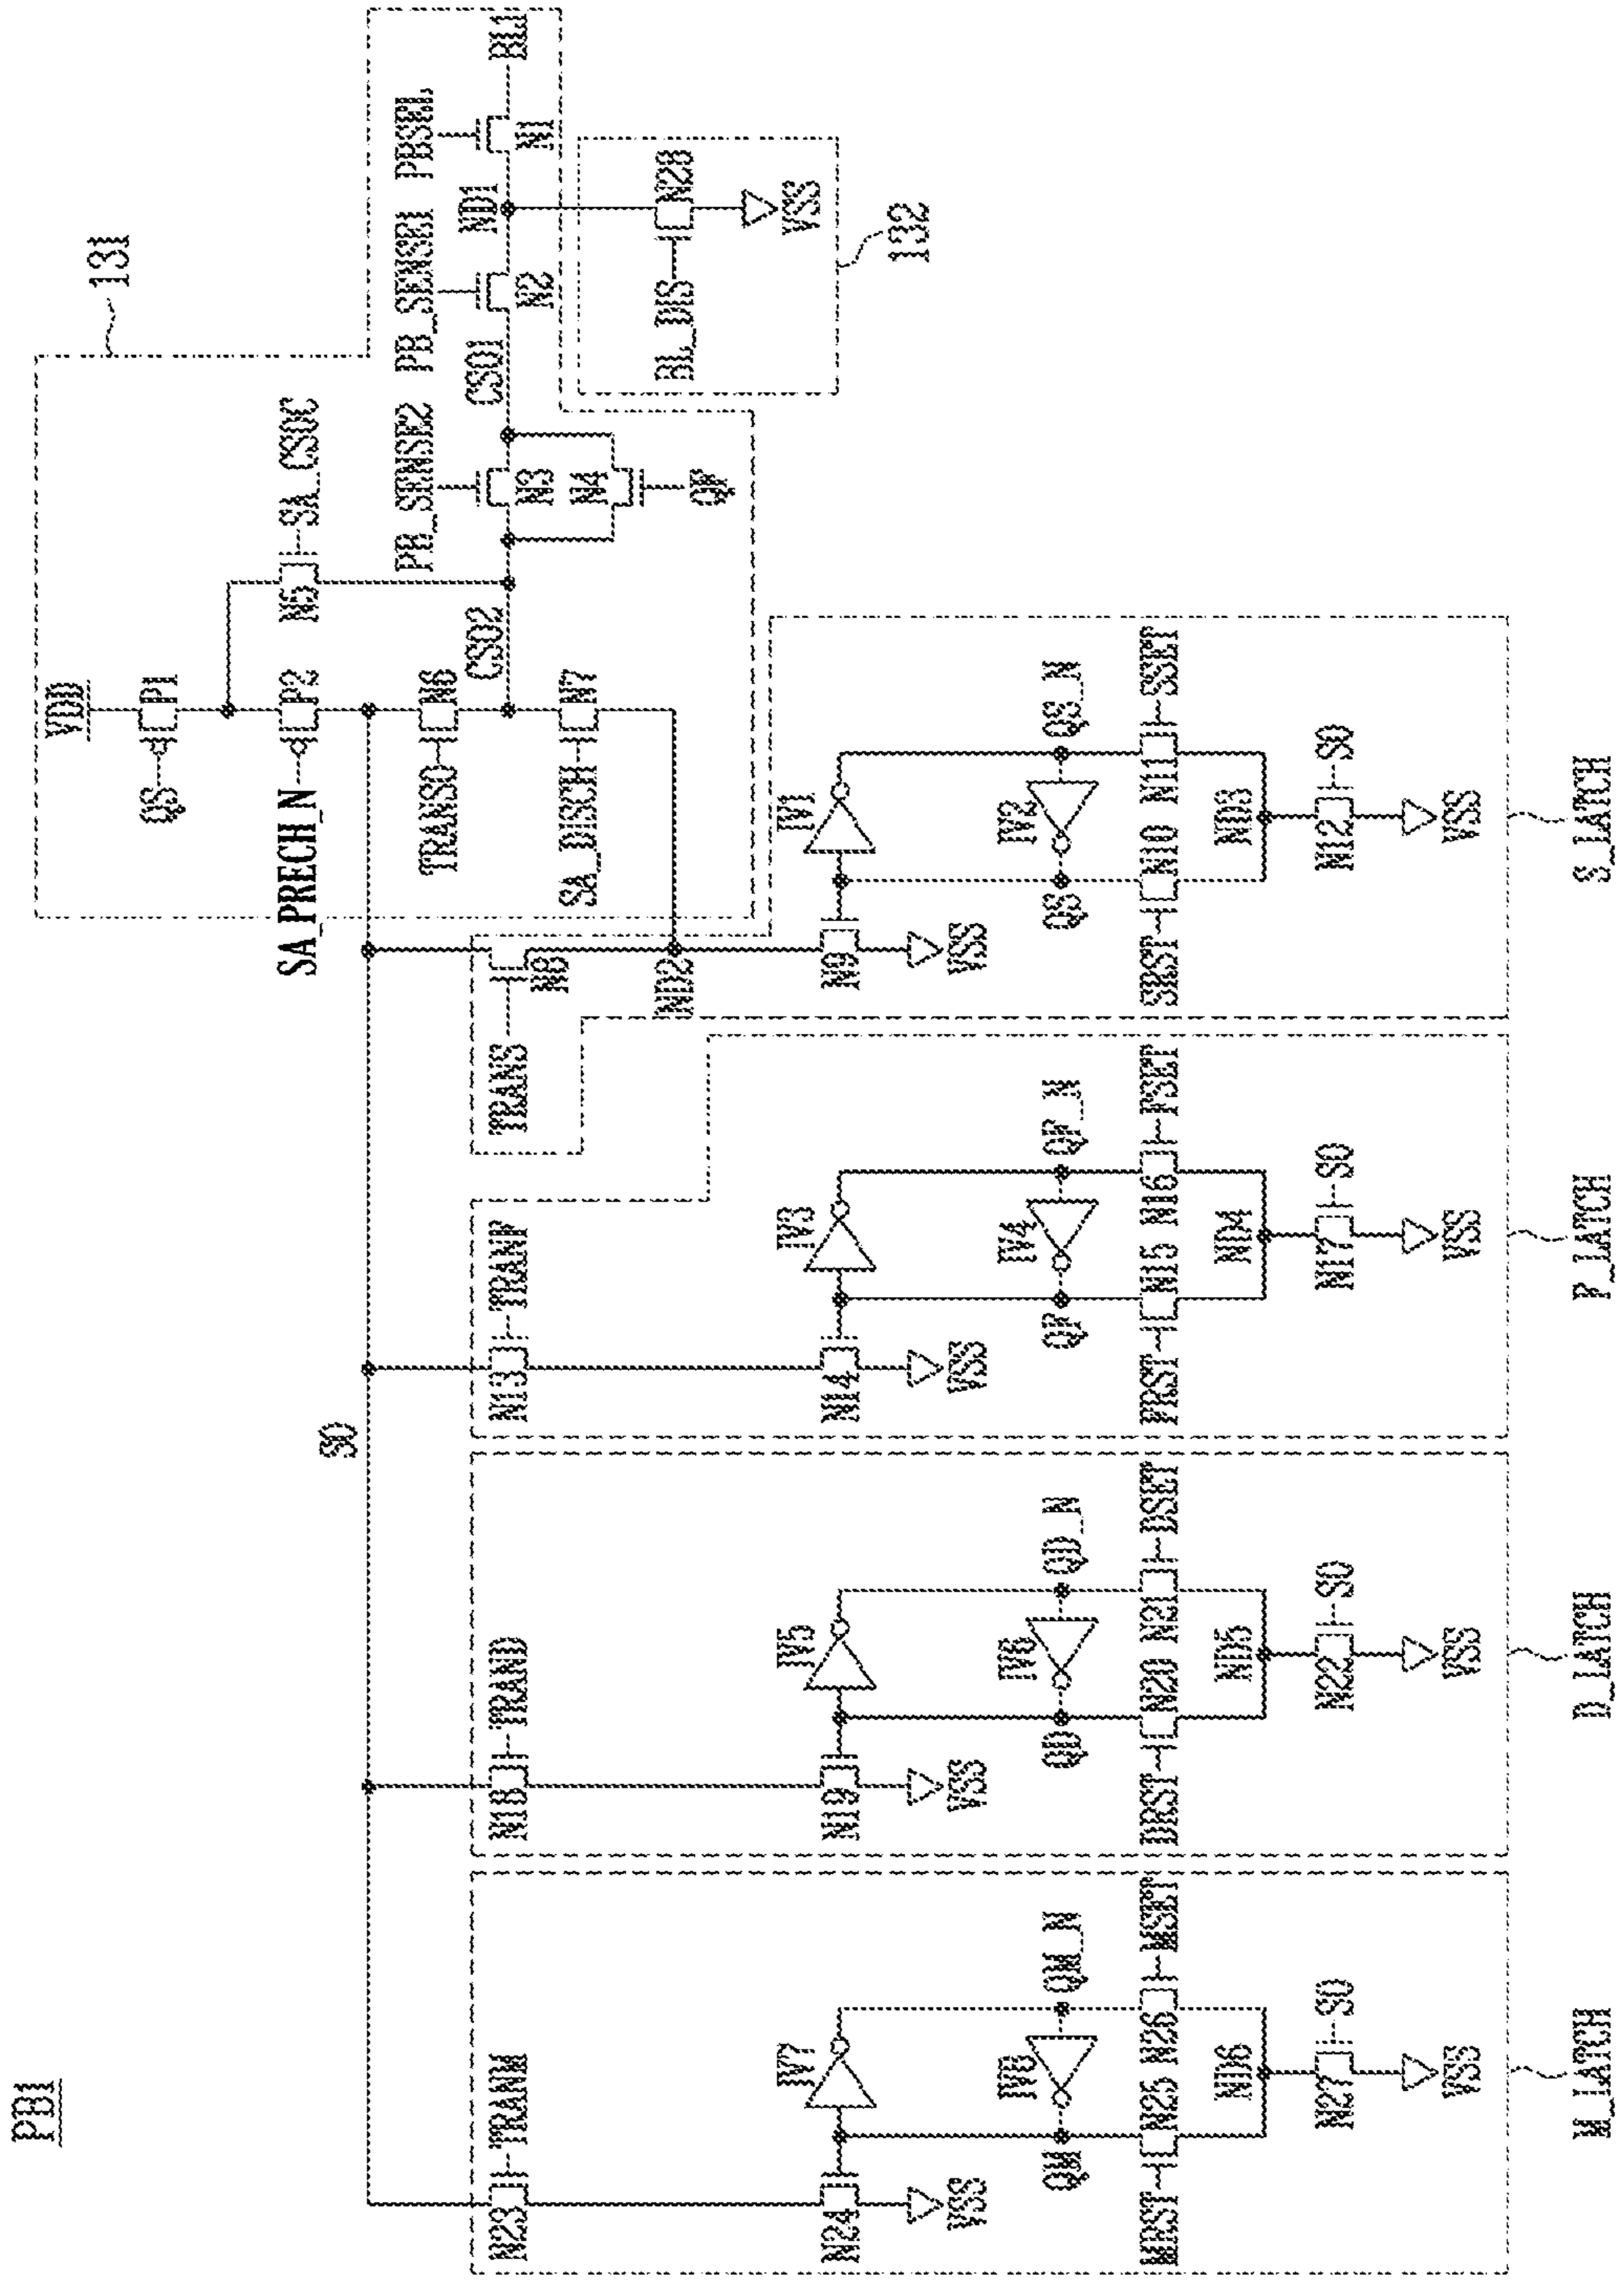 PB1
131
VDD
QS
P1
SA_PRECH_N
P2
N5
SA_CSOC
SO
TRANSO
N6
CSO2
PB_SENSE2
PB_SENSE1
PBSEL
CSO1
ND1
BL1
N3
N2
N1
N4
QF
SA_DISCH
N7
BL_DIS
N28
VSS
132
N23
TRANM
N18
TRAND
N13
TRANF
TRANS
N8
ND2
N24
VSS
IV7
N19
VSS
IV5
N14
VSS
IV3
N9
VSS
IV1
QM
IV8
QM_N
QD
IV6
QD_N
QF
IV4
QF_N
QS
IV2
QS_N
MRST
N25
N26
MSET
DRST
N20
N21
DSET
FRST
N15
N16
FSET
SRST
N10
N11
SSET
ND6
ND5
ND4
ND3
N27
SO
N22
SO
N17
SO
N12
SO
VSS
VSS
VSS
VSS
M_LATCH
D_LATCH
F_LATCH
S_LATCH